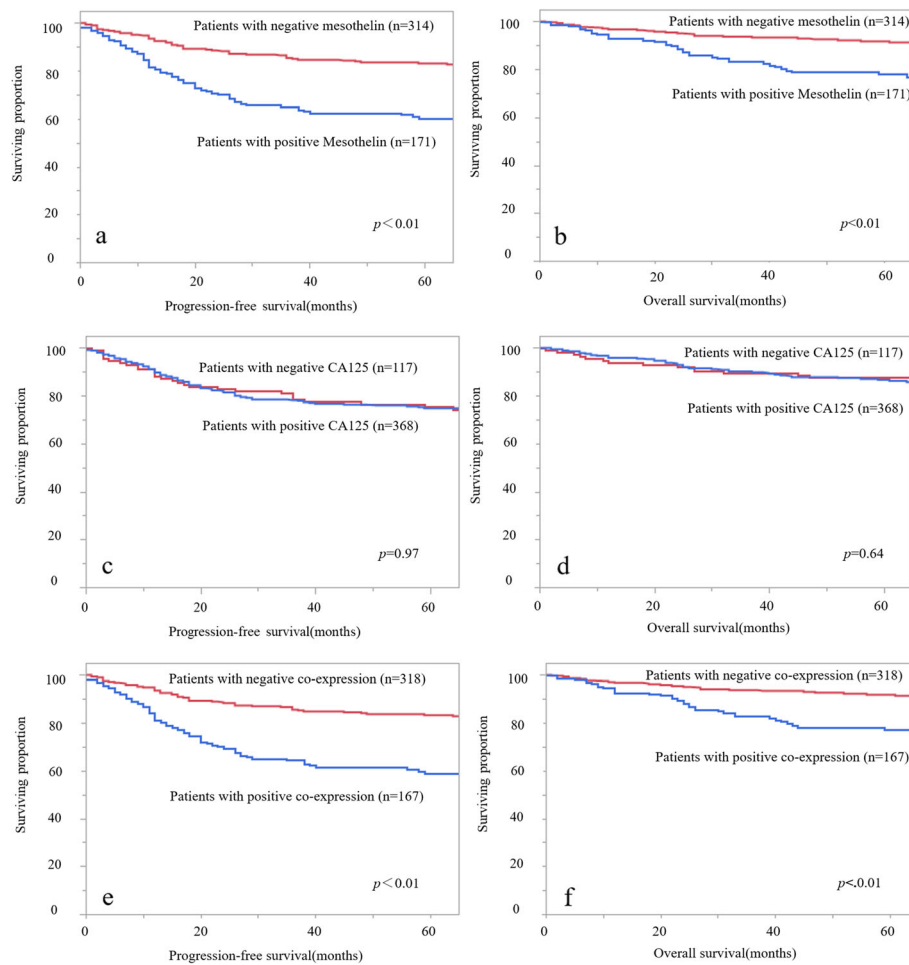 100
80
60
40
20
0
Surviving proportion
Patients with negative mesothelin (n=314)
Patients with positive Mesothelin (n=171)
p<0.01
a
0 20 40 60
Progression-free survival(months)
100
80
60
40
20
0
Surviving proportion
Patients with negative mesothelin (n=314)
Patients with positive Mesothelin (n=171)
p<0.01
b
0 20 40 60
Overall survival(months)
100
80
60
40
20
0
Surviving proportion
Patients with negative CA125 (n=117)
Patients with positive CA125 (n=368)
p=0.97
c
0 20 40 60
Progression-free survival(months)
100
80
60
40
20
0
Surviving proportion
Patients with negative CA125 (n=117)
Patients with positive CA125 (n=368)
p=0.64
d
0 20 40 60
Overall survival(months)
100
80
60
40
20
0
Surviving proportion
Patients with negative co-expression (n=318)
Patients with positive co-expression (n=167)
p<0.01
e
0 20 40 60
Progression-free survival(months)
100
80
60
40
20
0
Surviving proportion
Patients with negative co-expression (n=318)
Patients with positive co-expression (n=167)
p<.0.01
f
0 20 40 60
Overall survival(months)